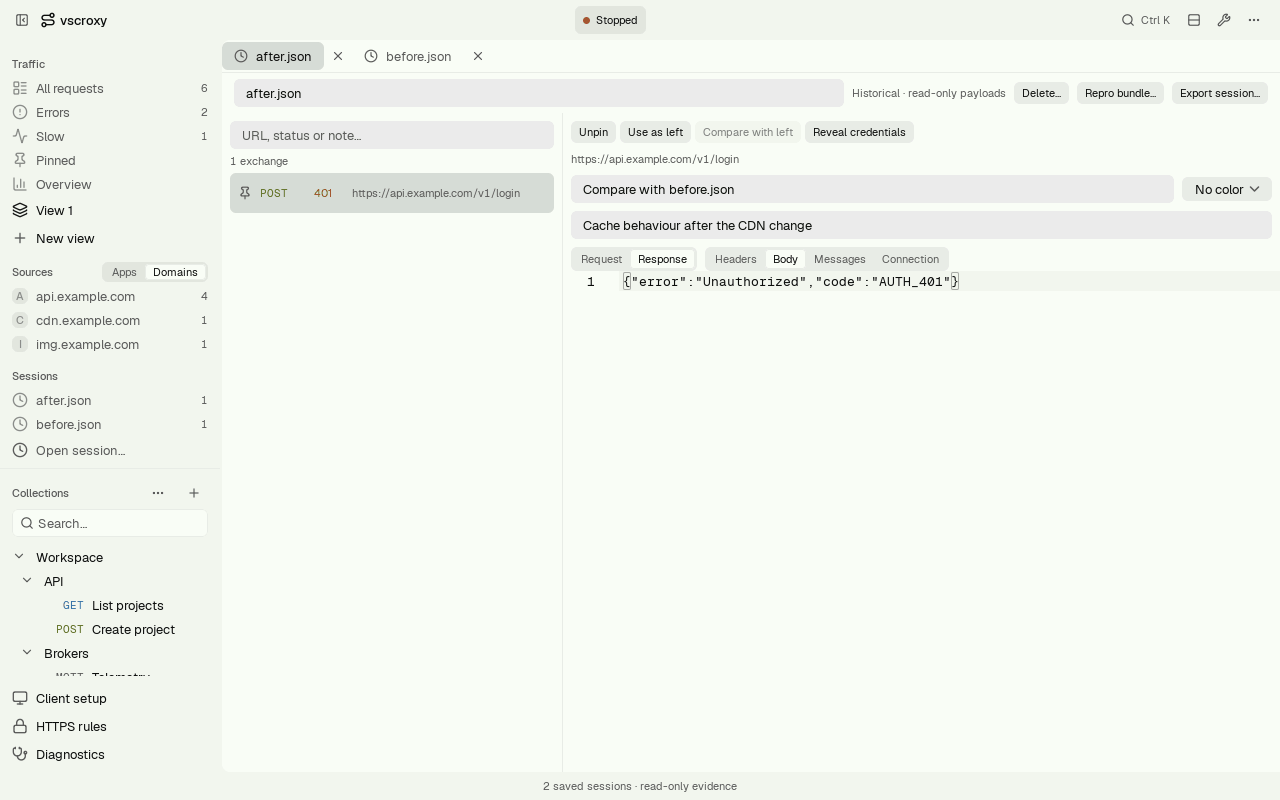 vscroxy
Stopped
Ctrl K
Traffic
All requests 6
Errors 2
Slow 1
Pinned
Overview
View 1
New view
Sources Apps Domains
A api.example.com 4
C cdn.example.com 1
I img.example.com 1
Sessions
after.json 1
before.json 1
Open session…
Collections
Search…
Workspace
API
GET List projects
POST Create project
Brokers
MQTT Telemetry
Client setup
HTTPS rules
Diagnostics
after.json before.json
after.json Historical · read-only payloads Delete… Repro bundle… Export session…
URL, status or note…
1 exchange
POST 401 https://api.example.com/v1/login
Unpin Use as left Compare with left Reveal credentials
https://api.example.com/v1/login
Compare with before.json No color
Cache behaviour after the CDN change
Request Response Headers Body Messages Connection
1 {"error":"Unauthorized","code":"AUTH_401"}
2 saved sessions · read-only evidence